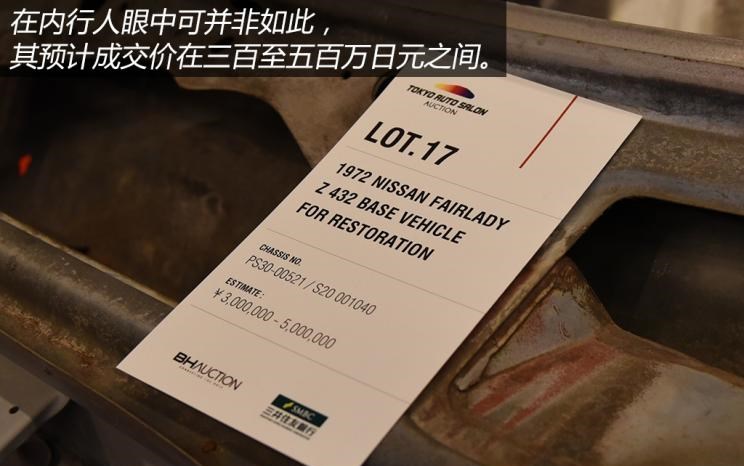 在内行人眼中可并非如此，
其预计成交价在三百至五百万日元之间。
TOKYO AUTO SALON
AUCTION
LOT.17
1972 NISSAN FAIRLADY
Z 432 BASE VEHICLE
FOR RESTORATION
CHASSIS NO.
PS30-00521 / S20 001040
ESTIMATE:
¥ 3,000,000 - 5,000,000
BHAUCTION
CONNECTING THE BEST
SMBC
三井住友銀行